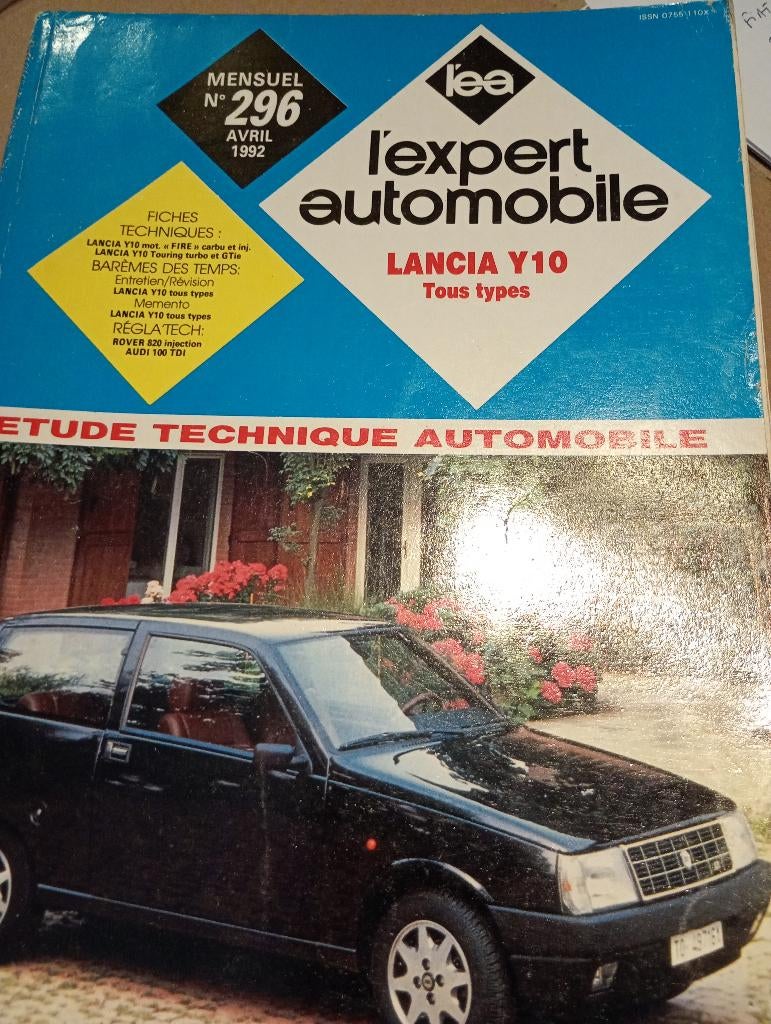 ISSN 0755 110X
MENSUEL
N° 296
AVRIL
1992
l'ea
l'expert
automobile
LANCIA Y10
Tous types
FICHES
TECHNIQUES :
LANCIA Y10 mot. « FIRE » carbu et inj.
LANCIA Y10 Touring turbo et GTie
BARÈMES DES TEMPS:
Entretien/Révision
LANCIA Y10 tous types
Memento
LANCIA Y10 tous types
RÉGLA'TECH:
ROVER 820 injection
AUDI 100 TDI
ETUDE TECHNIQUE AUTOMOBILE